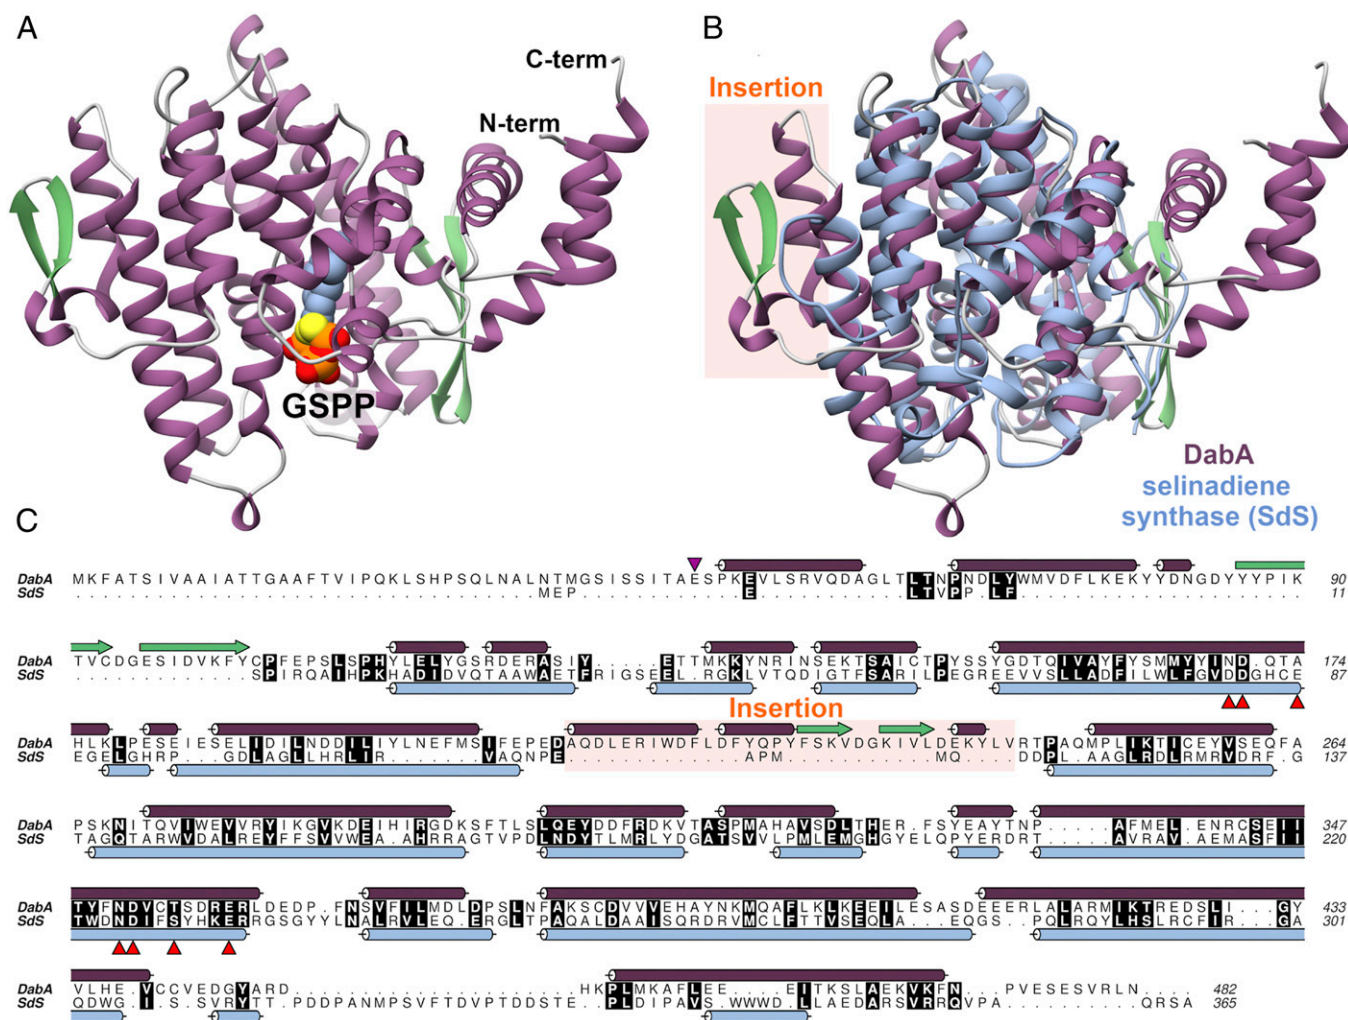 A
C-term
N-term
GSPP
B
Insertion
DabA
selinadiene
synthase (SdS)
C
DabA MKFATSIVAAIATTGAAFTVIPQKLSHPSQLNALNTMGSISSITAESPKEVLSRVQDAGLTLTNPNDLYWMVDFLKEKYYDNGDYYYPIK 90
SdS ..................................MEP............E...........LTVPP.LF..................... 11
DabA TVCDGESIDVKFYCPFEPSLSPHYLELYGSRDERASIY.....ETTMKKYNRINSEKTSAICTPYSSYGDTQIVAYFYSMMYYIND.QTA 174
SdS ..............SPIRQAIHPKHADIDVQTAAWAETFRIGSEEL.RGKLVTQDIGTFSARILPEGREEVVSLLADFILWLFGVDDGHCE 87
Insertion
DabA HLKLPESEIESELIDILNDDILIYLNEFMSIFEPEDAQDLERIWDFLDFYQPYFSKVDGKIVLDEKYLVRTPAQMPLIKTICEYVSEQFA 264
SdS EGELGHRP...GDLAGLLHRLIR.....VAQNPE.............APM...........MQ....DDPL.AAGLRDLRMRVDRF.G 137
DabA PSKNITQVIWEVVRYIKGVKDEIHIRGDKSFTLSLQEYDDFRDKVTASPMAHAVSDLTHER.FSYEAYTNP.....AFMEL.ENRCSEII 347
SdS TAGQTARWVDALREYFFSVVWEA.AHRRAGTVPDLNDYTLMRLYDGATSVVLPMLEMGHGYELQPYERDRT.....AVRAV.AEMASFII 220
DabA TYFNDVCTSDRERLDEDP.FNSVFILMDLDPSLNFAKSCDVVVEHAYNKMQAFLKLKEEILESASDEEERLALARMIKTREDSLI...GY 433
SdS TWDNDIFSYHKERRGSGYYLNALRVLEQ.ERGLTPAQALDAAISQRDRVMCLFTTVSEQLA...EQGS.PQLRQYLHSLRCFIR...GA 301
DabA VLHE.VCCVEDGYARD.......................HKPLMKAFLEE....EITKSLAEKVKFN...PVESESVRLN.... 482
SdS QDWG.I.S.SVRYTT.PDDPANMPSVFTDVPTDDSTE.PLDIPAVS.WWWD.LLAEDARSVRRQVPA.....QRSA 365